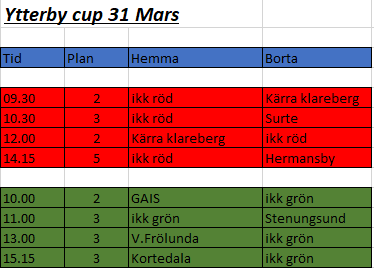 Ytterby cup 31 Mars
Tid Plan Hemma Borta
09.30 2 ikk röd Kärra klareberg
10.30 3 ikk röd Surte
12.00 2 Kärra klareberg ikk röd
14.15 5 ikk röd Hermansby
10.00 2 GAIS ikk grön
11.00 3 ikk grön Stenungsund
13.00 3 V.Frölunda ikk grön
15.15 3 Kortedala ikk grön